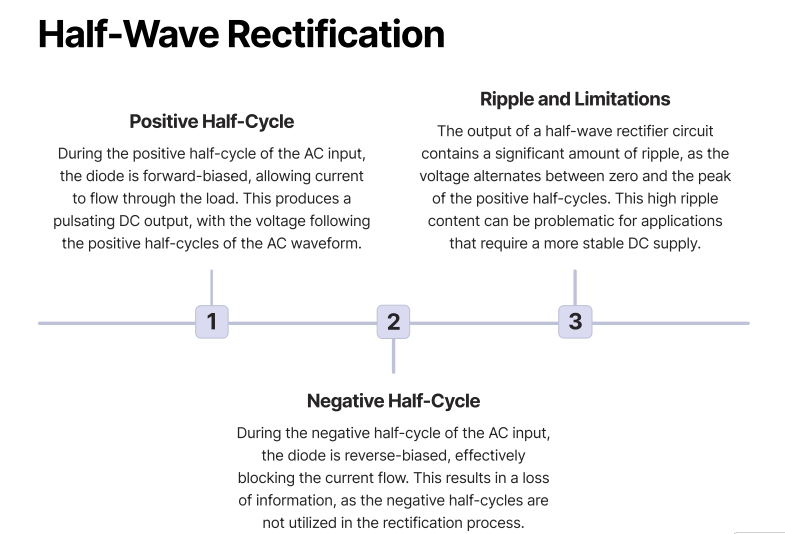 Half-Wave Rectification
Positive Half-Cycle
During the positive half-cycle of the AC input,
the diode is forward-biased, allowing current
to flow through the load. This produces a
pulsating DC output, with the voltage following
the positive half-cycles of the AC waveform.
Ripple and Limitations
The output of a half-wave rectifier circuit
contains a significant amount of ripple, as the
voltage alternates between zero and the peak
of the positive half-cycles. This high ripple
content can be problematic for applications
that require a more stable DC supply.
1
2
3
Negative Half-Cycle
During the negative half-cycle of the AC input,
the diode is reverse-biased, effectively
blocking the current flow. This results in a loss
of information, as the negative half-cycles are
not utilized in the rectification process.